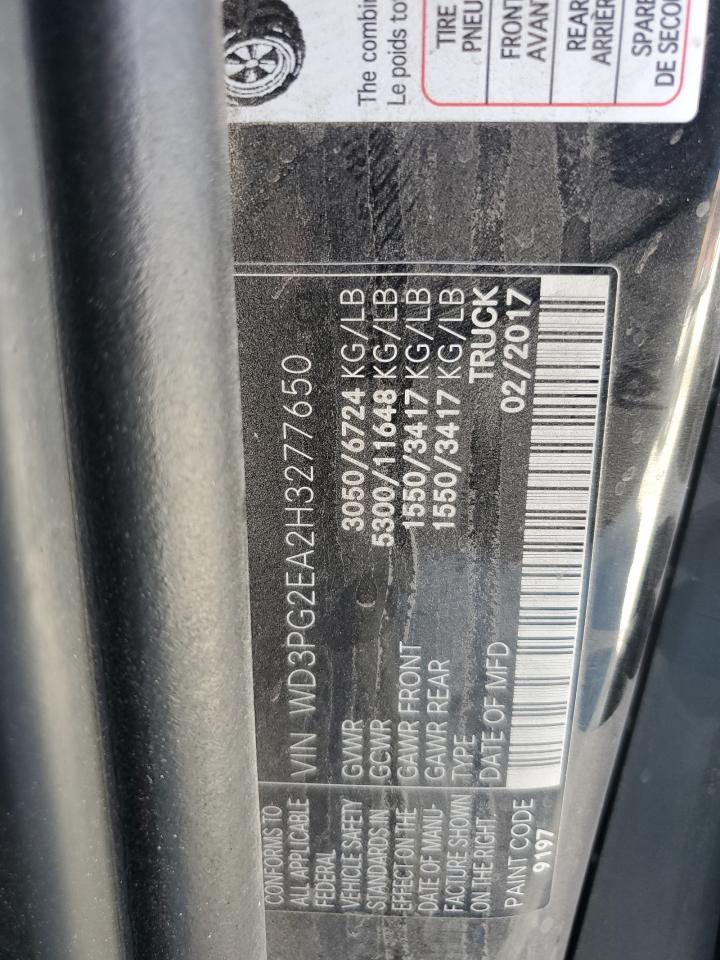 The combin
Le poids tot
TIRE
PNEU
FRONT
AVANT
REAR
ARRIÈR
SPARE
DE SECOU
VIN WD3PG2EA2H3277650
GVWR 3050/6724 KG/LB
GCWR 5300/11648 KG/LB
GAWR FRONT 1550/3417 KG/LB
GAWR REAR 1550/3417 KG/LB
TYPE TRUCK
DATE OF MFD 02/2017
CONFORMS TO
ALL APPLICABLE
FEDERAL
VEHICLE SAFETY
STANDARDS IN
EFFECT ON THE
DATE OF MANU-
FACTURE SHOWN
ON THE RIGHT
PAINT CODE
9197